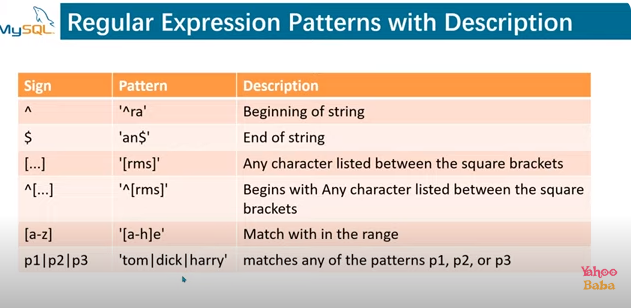 MySQL
Regular Expression Patterns with Description
Sign Pattern Description
^ '^ra' Beginning of string
$ 'an$' End of string
[...] '[rms]' Any character listed between the square brackets
^[...] '^[rms]' Begins with Any character listed between the square
brackets
[a-z] '[a-h]e' Match with in the range
p1|p2|p3 'tom|dick|harry' matches any of the patterns p1, p2, or p3
Yahoo
Baba